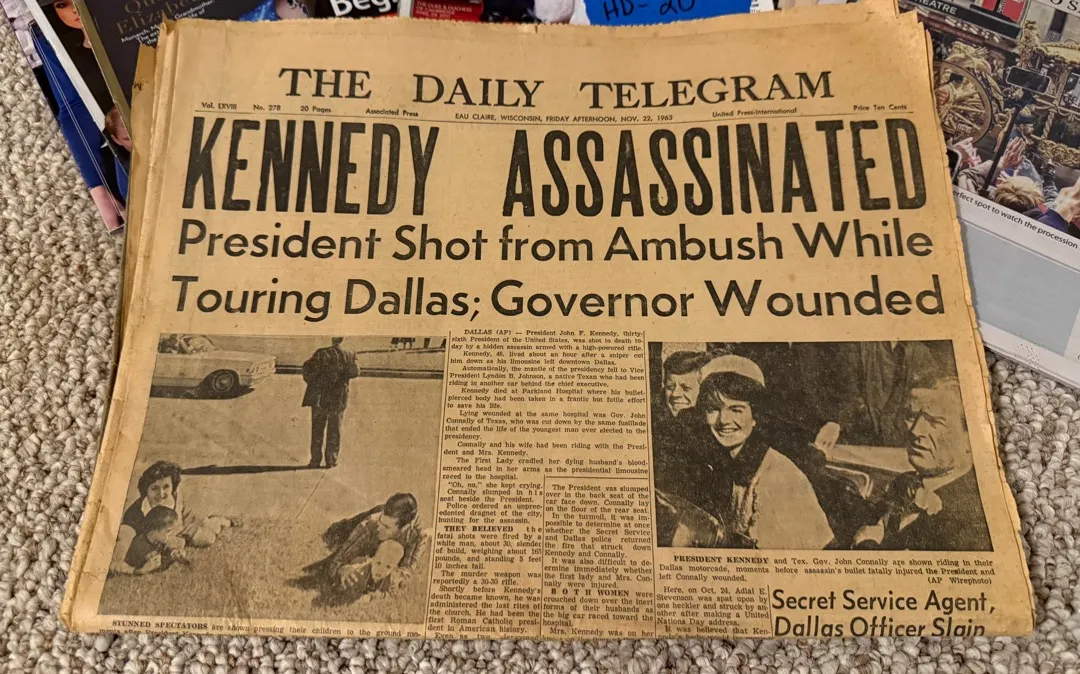 Beg
HD-20
EATRE
erfect spot to watch the procession
THE DAILY TELEGRAM
Vol. LXVIII No. 278 20 Pages Associated Press EAU CLAIRE, WISCONSIN, FRIDAY AFTERNOON, NOV. 22, 1963 United Press-International Price Ten Cents
KENNEDY ASSASSINATED
President Shot from Ambush While
Touring Dallas; Governor Wounded
DALLAS (AP) — President John F. Kennedy, thirty-
sixth President of the United States, was shot to death to-
day by a hidden assassin armed with a high-powered rifle.
Kennedy, 46, lived about an hour after a sniper cut
him down as his limousine left downtown Dallas.
Automatically, the mantle of the presidency fell to Vice
President Lyndon B. Johnson, a native Texan who had been
riding in another car behind the chief executive.
Kennedy died at Parkland Hospital where his bullet-
pierced body had been taken in a frantic but futile effort
to save his life.
Lying wounded at the same hospital was Gov. John
Connally of Texas, who was cut down by the same fusillade
that ended the life of the youngest man ever elected to the
presidency.
Connally and his wife had been riding with the Presi-
dent and Mrs. Kennedy.
The First Lady cradled her dying husband's blood-
smeared head in her arms as the presidential limousine
raced to the hospital.
"Oh, no," she kept crying.
Connally slumped in his
seat beside the President.
Police ordered an unprec-
edented dragnet of the city,
hunting for the assassin.
THEY BELIEVED the
fatal shots were fired by a
white man, about 30, slender
of build, weighing about 165
pounds, and standing 5 feet
10 inches tall.
The murder weapon was
reportedly a 30-30 rifle.
Shortly before Kennedy's
death became known, he was
administered the last rites of
the church. He had been the
first Roman Catholic presi-
dent in American history.
The President was slumped
over in the back seat of the
car face down. Connally lay
on the floor of the rear seat.
In the turmoil, it was im-
possible to determine at once
whether the Secret Service
and Dallas police returned
the fire that struck down
Kennedy and Connally.
It was also difficult to de-
ermine immediately whether
the first lady and Mrs. Con-
nally were injured.
BOTH WOMEN were
crouched down over the inert
forms of their husbands as
the big car raced toward the
hospital.
Mrs. Kennedy was on her
PRESIDENT KENNEDY and Tex. Gov. John Connally are shown riding in their
Dallas motorcade, moments before assassin's bullet fatally injured the President and
left Connally wounded. (AP Wirephoto)
Here, on Oct. 24, Adlai E.
Stevenson was spat upon by
one heckler and struck by an-
other after making a United
Nations Day address.
It was believed that Ken-
Secret Service Agent,
Dallas Officer Slain
STUNNED SPECTATORS are shown pressing their children to the ground mo-